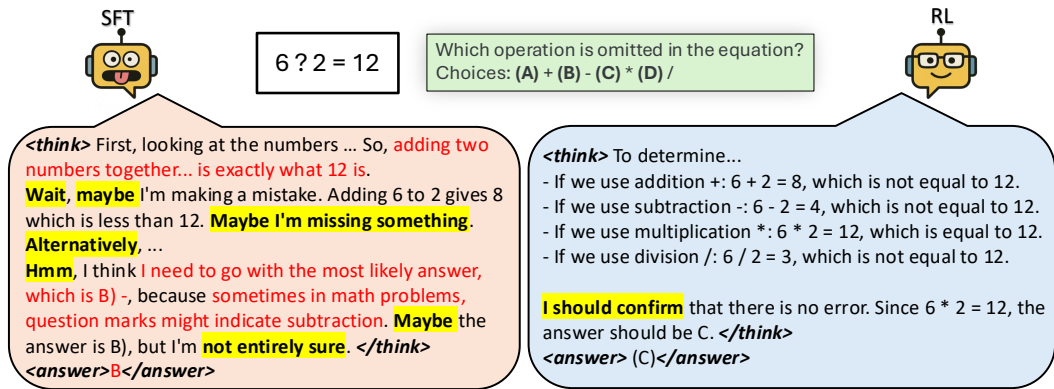 SFT
RL
6 ? 2 = 12
Which operation is omitted in the equation?
Choices: (A) + (B) - (C) * (D) /
<think> First, looking at the numbers ... So, adding two
numbers together... is exactly what 12 is.
Wait, maybe I'm making a mistake. Adding 6 to 2 gives 8
which is less than 12. Maybe I'm missing something.
Alternatively, ...
Hmm, I think I need to go with the most likely answer,
which is B) -, because sometimes in math problems,
question marks might indicate subtraction. Maybe the
answer is B), but I'm not entirely sure. </think>
<answer>B</answer>
<think> To determine...
- If we use addition +: 6 + 2 = 8, which is not equal to 12.
- If we use subtraction -: 6 - 2 = 4, which is not equal to 12.
- If we use multiplication *: 6 * 2 = 12, which is equal to 12.
- If we use division /: 6 / 2 = 3, which is not equal to 12.
I should confirm that there is no error. Since 6 * 2 = 12, the
answer should be C. </think>
<answer> (C)</answer>